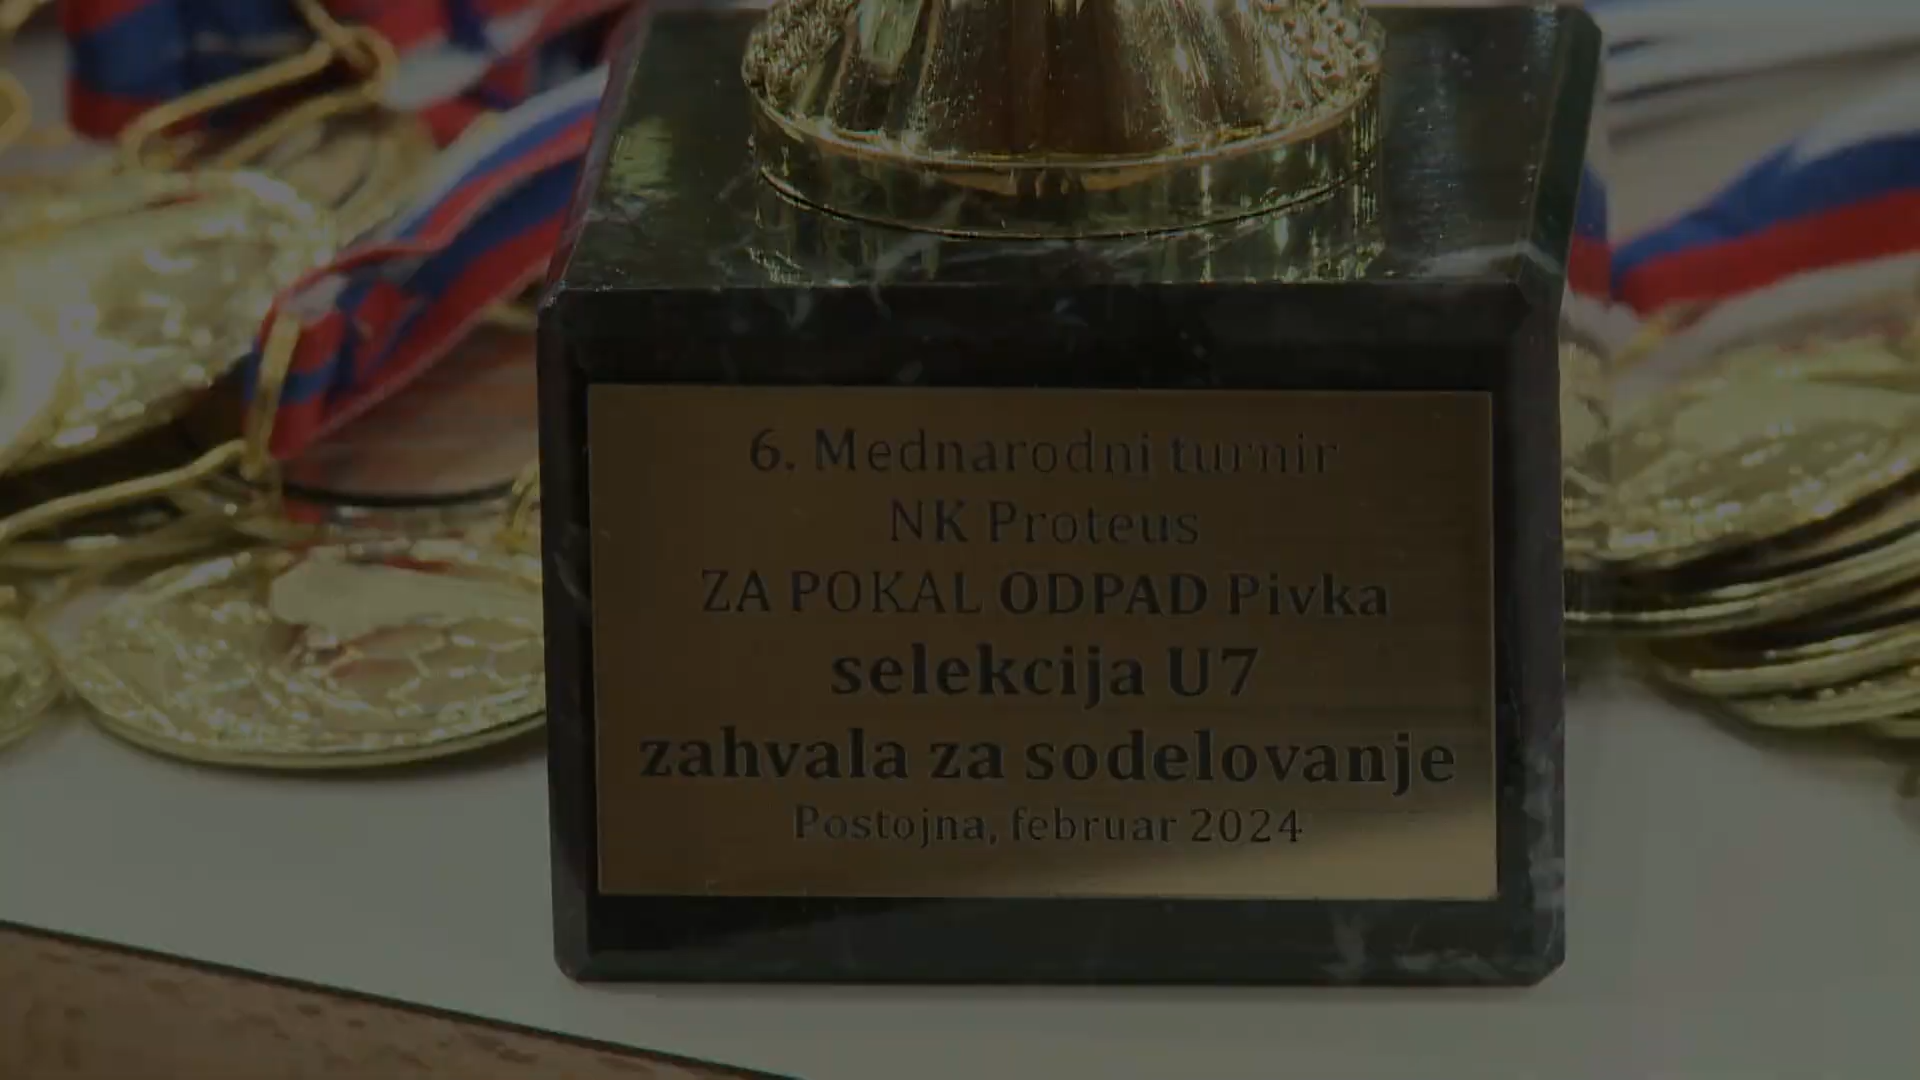 6. Mednarodni turnir
NK Proteus
ZA POKAL ODPAD Pivka
selekcija U7
zahvala za sodelovanje
Postojna, februar 2024